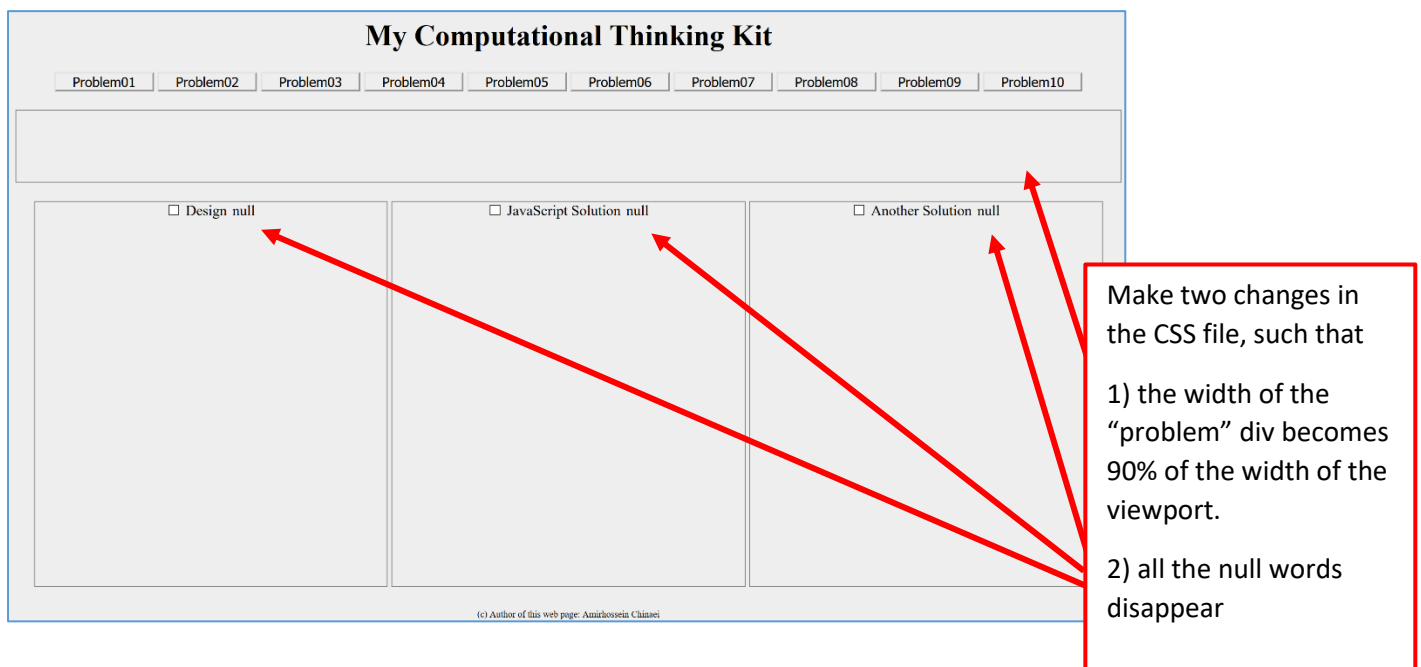 My Computational Thinking Kit
Problem01 Problem02 Problem03 Problem04 Problem05 Problem06 Problem07 Problem08 Problem09 Problem10
Design null
JavaScript Solution null
Another Solution null
Make two changes in
the CSS file, such that
1) the width of the
“problem” div becomes
90% of the width of the
viewport.
2) all the null words
disappear
(c) Author of this web page: Amirhossein Chinaei